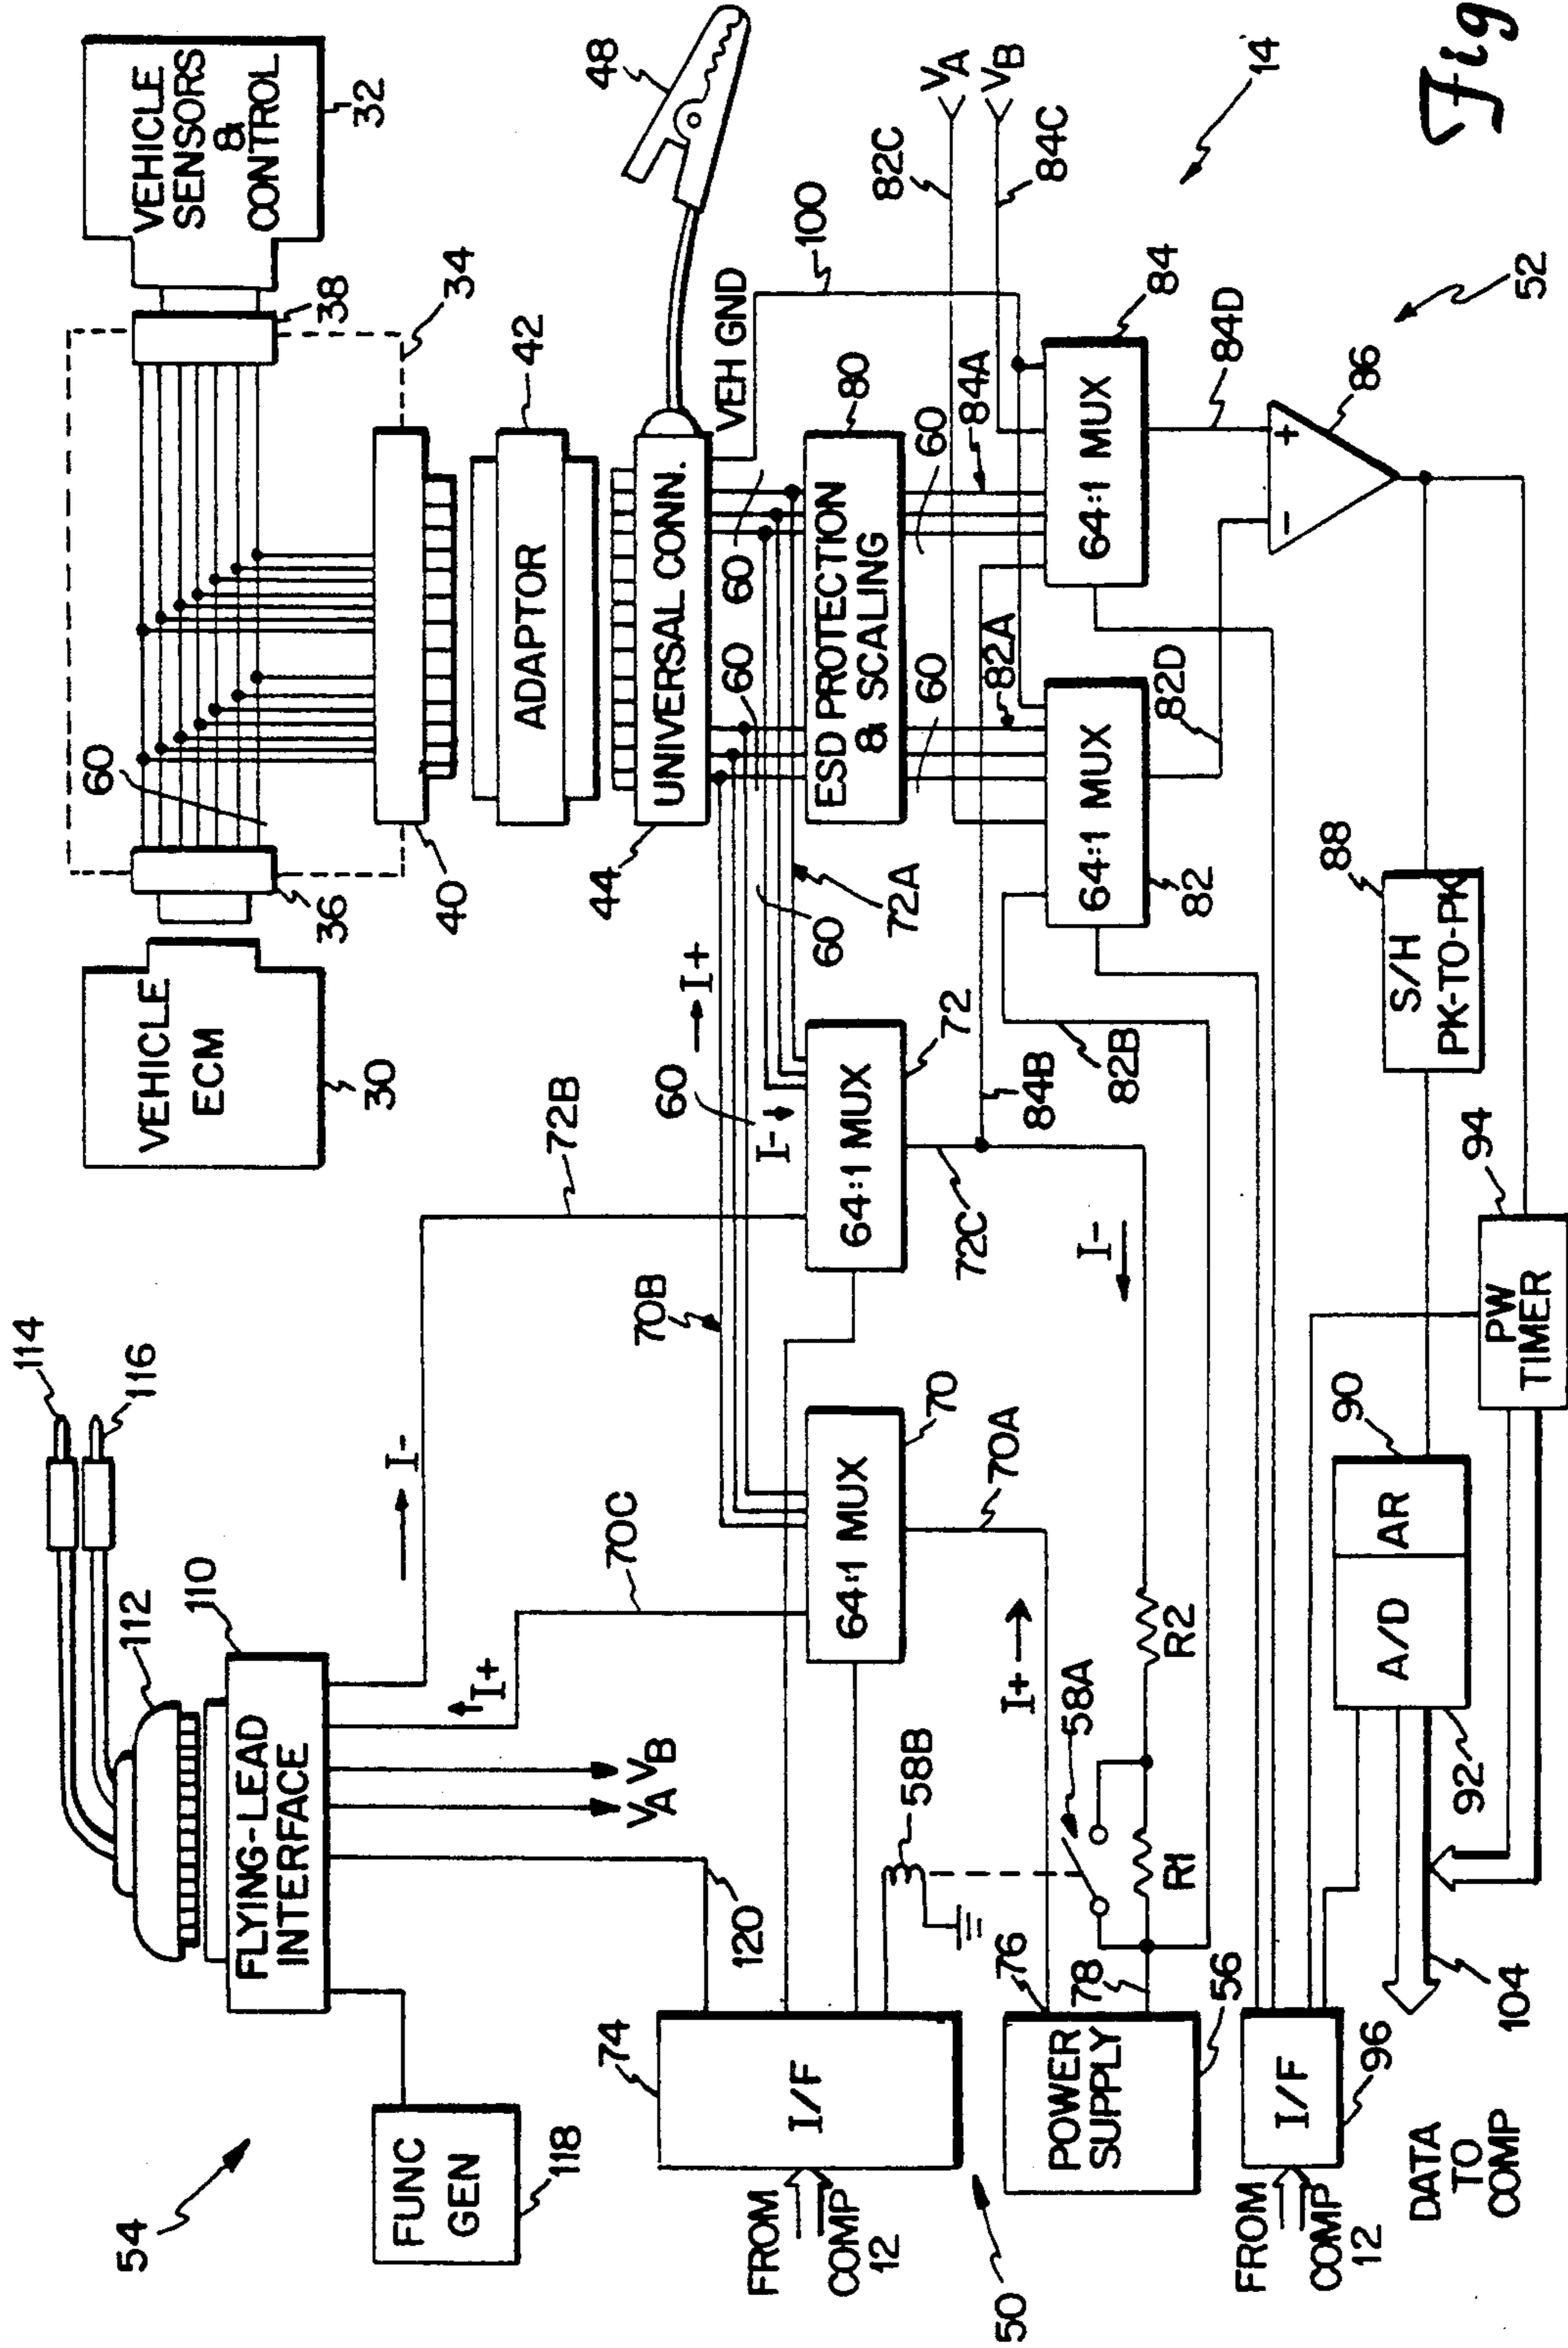 54
FUNC
GEN
118
FLYING-LEAD
INTERFACE
110
112
114
116
I-
I+
VA
VB
120
70C
72B
VEHICLE
ECM
30
VEHICLE
SENSORS
&
CONTROL
32
36
38
60
34
40
ADAPTOR
42
UNIVERSAL CONN.
44
48
VEH GND
100
FROM
COMP
12
I/F
74
50
58B
58A
64:1 MUX
70
70A
70B
64:1 MUX
72
72A
72C
60
I+
I-
60
60
60
ESD PROTECTION
& SCALING
80
60
60
82A
84A
82C
84C
VA
VB
14
POWER
SUPPLY
56
76
78
I+
R1
R2
I-
84B
82B
64:1 MUX
82
82D
64:1 MUX
84
84D
86
-
+
52
FROM
COMP
12
I/F
96
DATA
TO
COMP
104
A/D
AR
92
90
PW
TIMER
94
S/H
PK-TO-PK
88
Fig